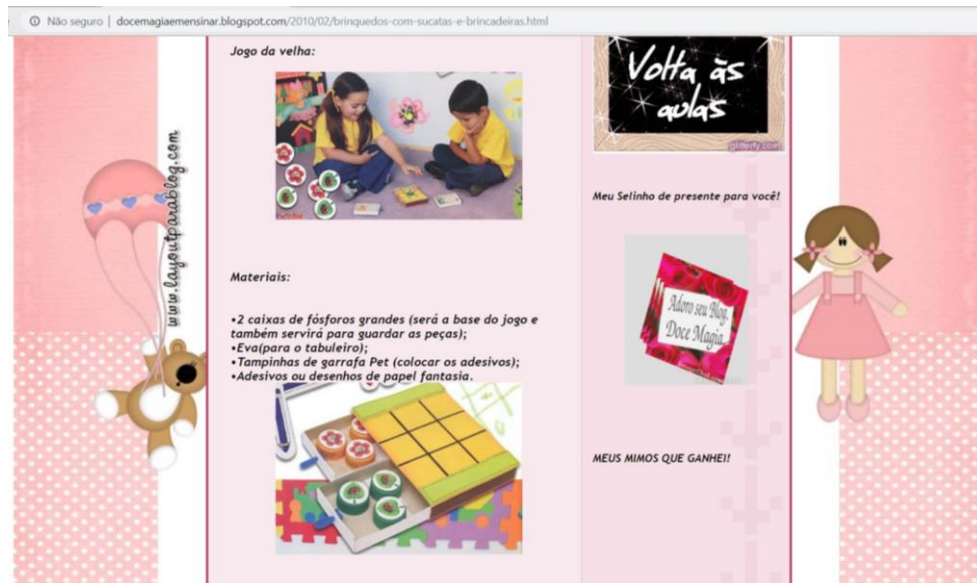 Não seguro | docemagiaemensinar.blogspot.com/2010/02/brinquedos-com-sucatas-e-brincadeiras.html
Jogo da velha:
Materiais:
•2 caixas de fósforos grandes (será a base do jogo e
também servirá para guardar as peças);
•Eva(para o tabuleiro);
•Tampinhas de garrafa Pet (colocar os adesivos);
•Adesivos ou desenhos de papel fantasia.
www.layoutparablog.com
Volta às
aulas
glitterfy.com
Meu Selinho de presente para você!
Adoro seu Blog,
Doce Magia
MEUS MIMOS QUE GANHEI!